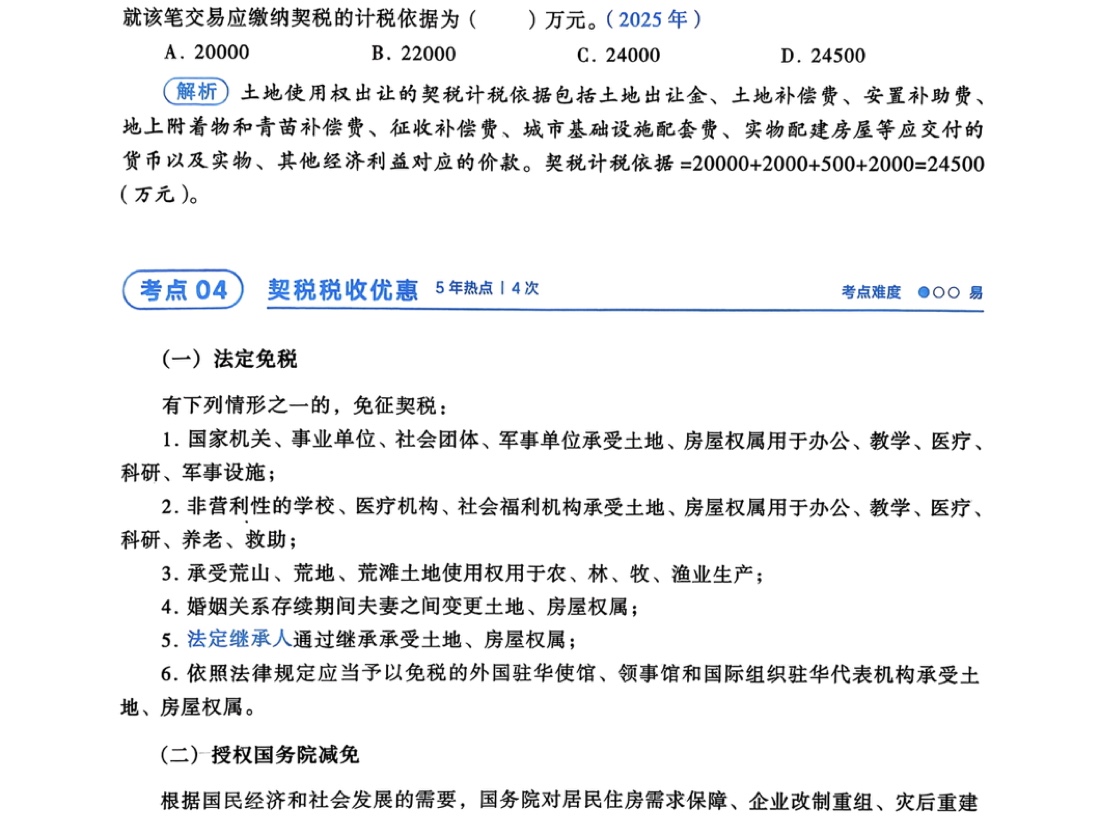 就该笔交易应缴纳契税的计税依据为（　　）万元。（2025 年）
A. 20000　B. 22000　C. 24000　D. 24500
解析 土地使用权出让的契税计税依据包括土地出让金、土地补偿费、安置补助费、
地上附着物和青苗补偿费、征收补偿费、城市基础设施配套费、实物配建房屋等应交付的
货币以及实物、其他经济利益对应的价款。契税计税依据 =20000+2000+500+2000=24500
（万元）。
考点 04 契税税收优惠 5 年热点｜4 次 考点难度 ●○○ 易
（一）法定免税
有下列情形之一的，免征契税：
1. 国家机关、事业单位、社会团体、军事单位承受土地、房屋权属用于办公、教学、医疗、
科研、军事设施；
2. 非营利性的学校、医疗机构、社会福利机构承受土地、房屋权属用于办公、教学、医疗、
科研、养老、救助；
3. 承受荒山、荒地、荒滩土地使用权用于农、林、牧、渔业生产；
4. 婚姻关系存续期间夫妻之间变更土地、房屋权属；
5. 法定继承人通过继承承受土地、房屋权属；
6. 依照法律规定应当予以免税的外国驻华使馆、领事馆和国际组织驻华代表机构承受土
地、房屋权属。
（二）授权国务院减免
根据国民经济和社会发展的需要，国务院对居民住房需求保障、企业改制重组、灾后重建